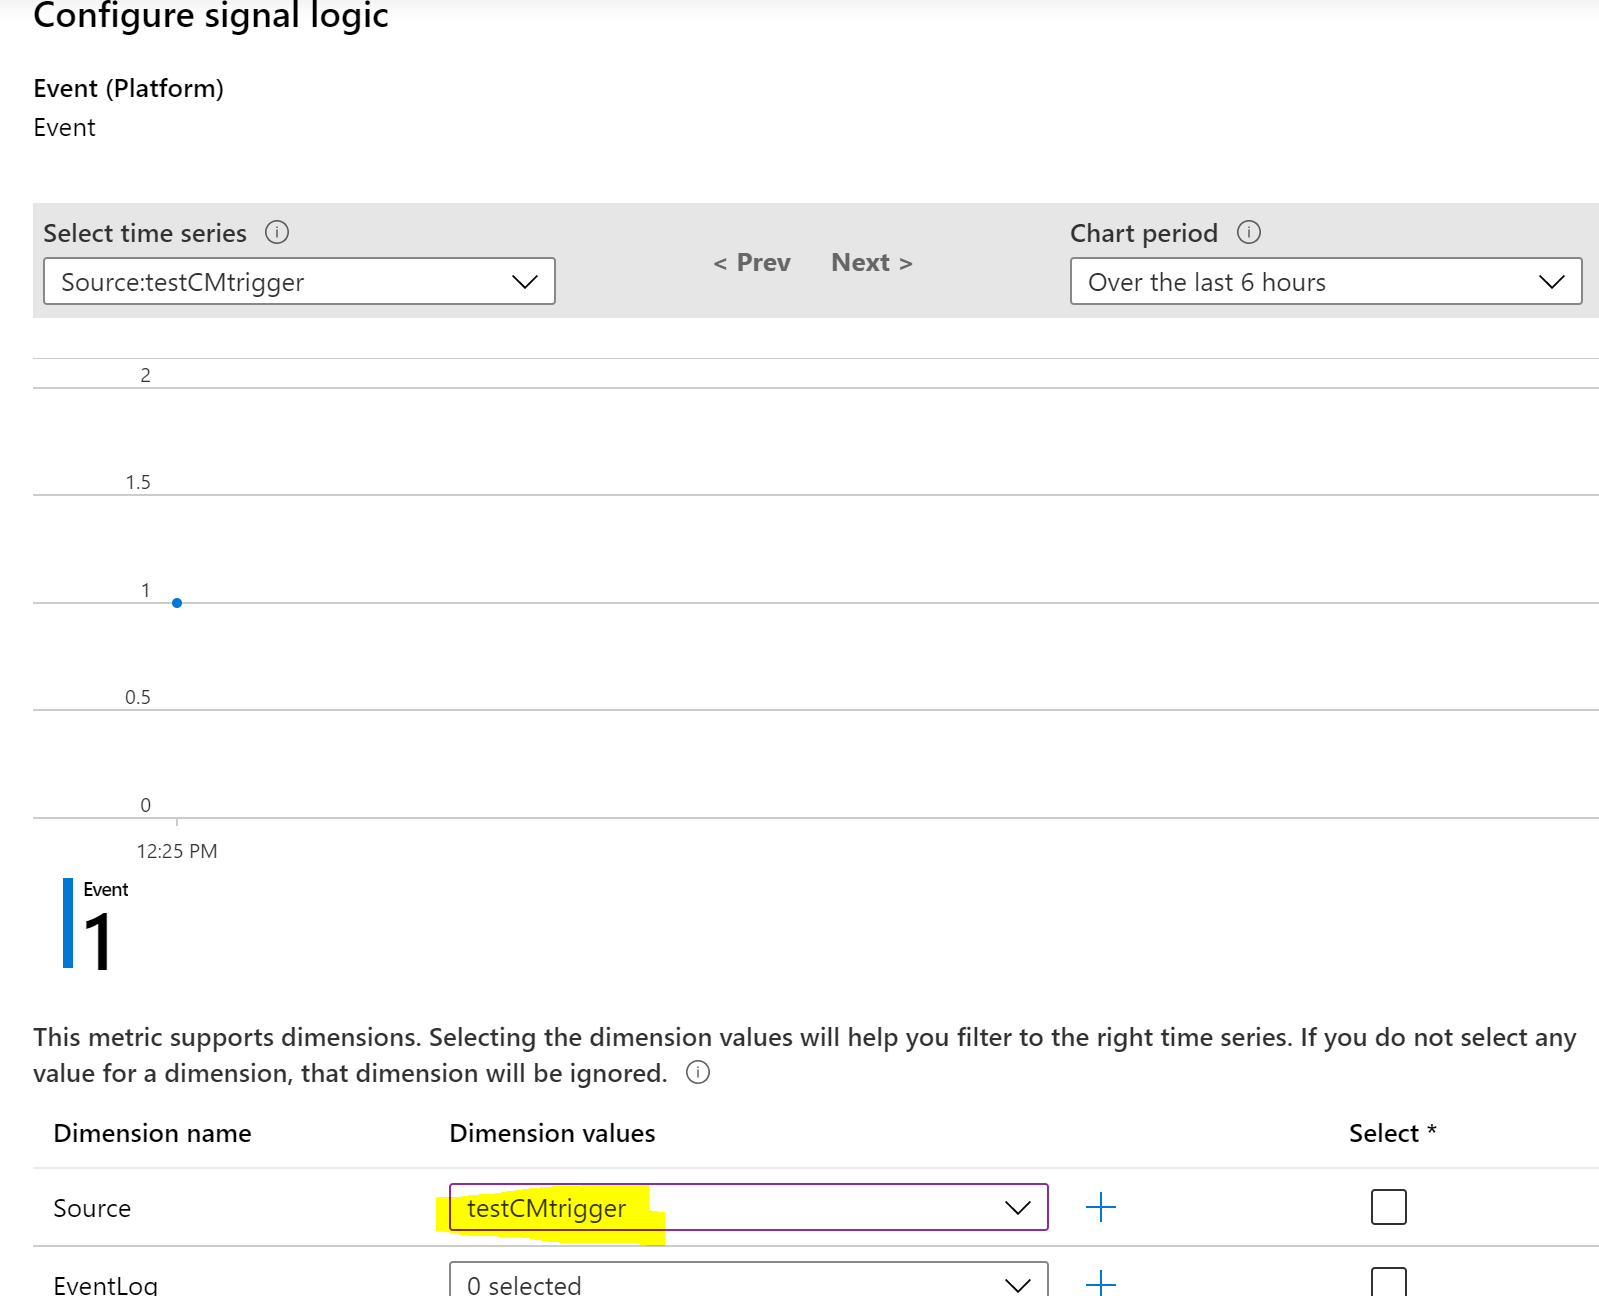 Configure signal logic
Event (Platform)
Event
Select time series
Source:testCMtrigger
< Prev
Next >
Chart period
Over the last 6 hours
2
1.5
1
0.5
0
12:25 PM
Event
1
This metric supports dimensions. Selecting the dimension values will help you filter to the right time series. If you do not select any
value for a dimension, that dimension will be ignored.
Dimension name
Dimension values
Select *
Source
testCMtrigger
EventLog
0 selected